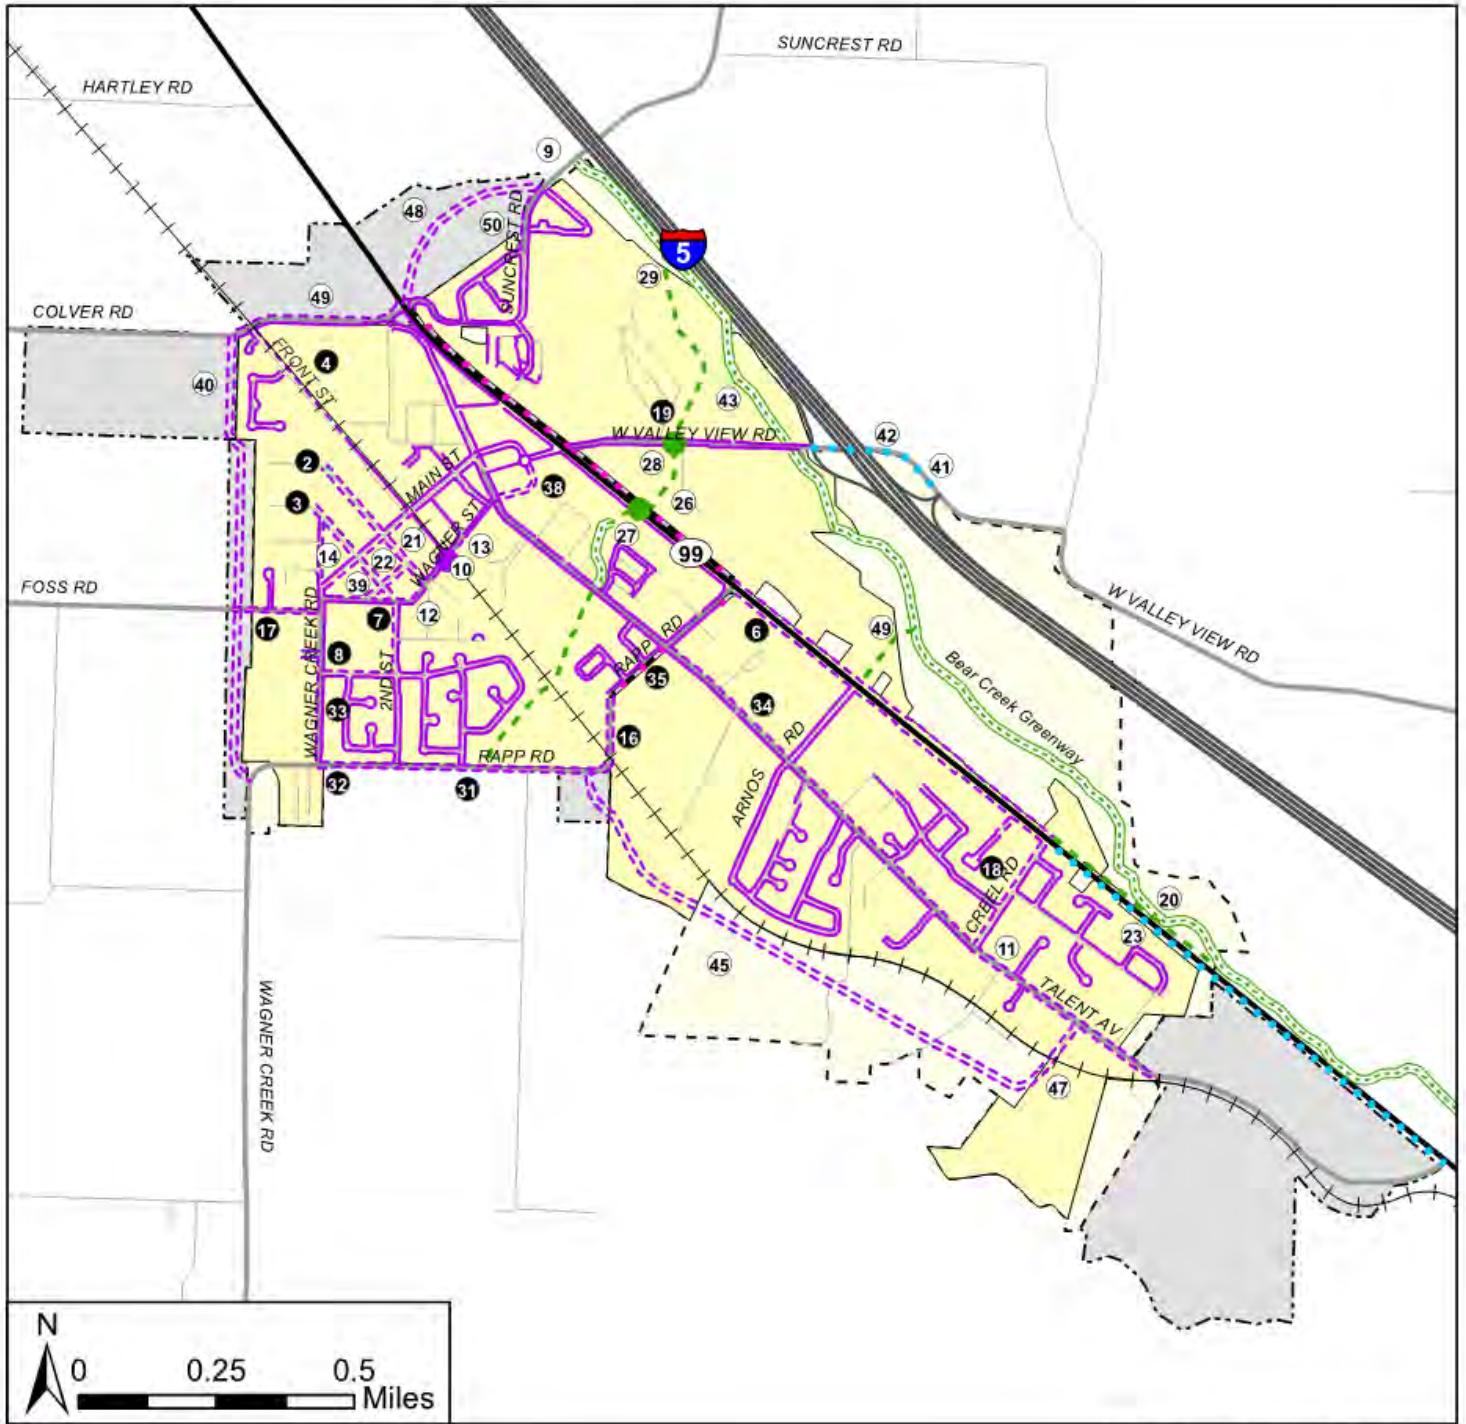 SUNCREST RD
HARTLEY RD
9
48
50
SUNCREST RD
5
29
49
COLVER RD
FRONT ST
4
40
43
19
W VALLEY VIEW RD
42
41
2
MAIN ST
28
26
38
3
21
WAGNER ST
13
27
99
14
22
10
39
FOSS RD
12
W VALLEY VIEW RD
17
7
6
49
WAGNER CREEK RD
8
2ND ST
RAPP RD
35
Bear Creek Greenway
33
34
16
RD
RAPP RD
32
31
ARNOS
18
CREEL RD
20
23
11
45
TALENT AV
WAGNER CREEK RD
47
N
0 0.25 0.5
Miles